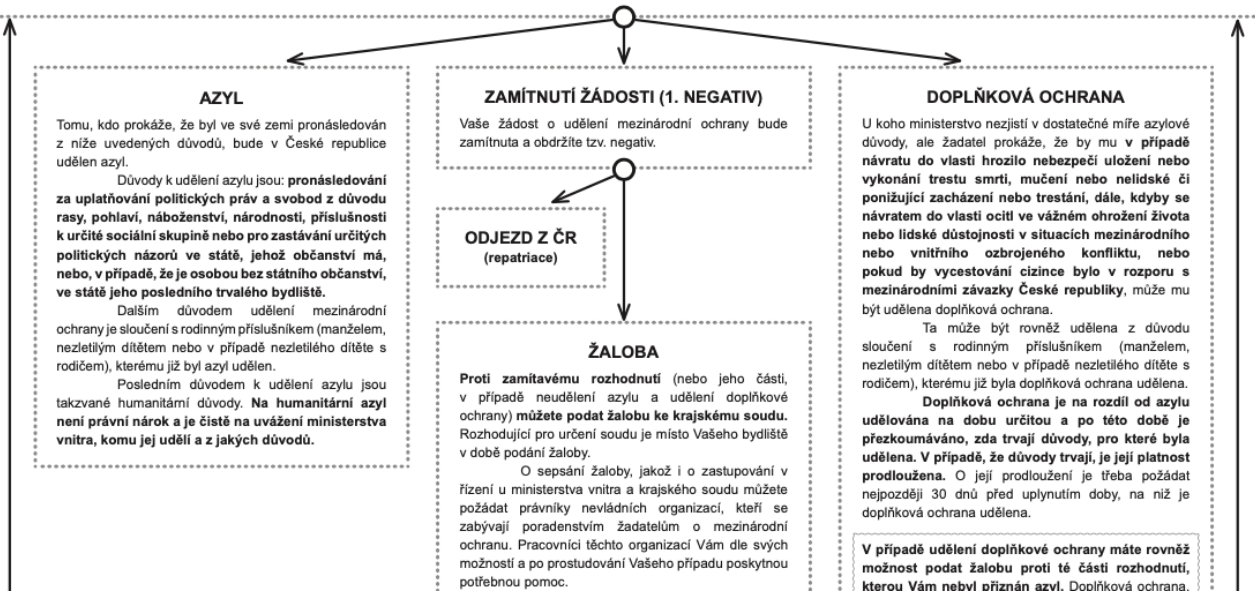 AZYL
Tomu, kdo prokáže, že byl ve své zemi pronásledován
z níže uvedených důvodů, bude v České republice
udělen azyl.
Důvody k udělení azylu jsou: pronásledování
za uplatňování politických práv a svobod z důvodu
rasy, pohlaví, náboženství, národnosti, příslušnosti
k určité sociální skupině nebo pro zastávání určitých
politických názorů ve státě, jehož občanství má,
nebo, v případě, že je osobou bez státního občanství,
ve státě jeho posledního trvalého bydliště.
Dalším důvodem udělení mezinárodní
ochrany je sloučení s rodinným příslušníkem (manželem,
nezletilým dítětem nebo v případě nezletilého dítěte s
rodičem), kterému již byl azyl udělen.
Posledním důvodem k udělení azylu jsou
takzvané humanitární důvody. Na humanitární azyl
není právní nárok a je čistě na uvážení ministerstva
vnitra, komu jej udělí a z jakých důvodů.
ZAMÍTNUTÍ ŽÁDOSTI (1. NEGATIV)
Vaše žádost o udělení mezinárodní ochrany bude
zamítnuta a obdržíte tzv. negativ.
ODJEZD Z ČR
(repatriace)
ŽALOBA
Proti zamítavému rozhodnutí (nebo jeho části,
v případě neudělení azylu a udělení doplňkové
ochrany) můžete podat žalobu ke krajskému soudu.
Rozhodující pro určení soudu je místo Vašeho bydliště
v době podání žaloby.
O sepsání žaloby, jakož i o zastupování v
řízení u ministerstva vnitra a krajského soudu můžete
požádat právníky nevládních organizací, kteří se
zabývají poradenstvím žadatelům o mezinárodní
ochranu. Pracovníci těchto organizací Vám dle svých
možností a po prostudování Vašeho případu poskytnou
potřebnou pomoc.
DOPLŇKOVÁ OCHRANA
U koho ministerstvo nezjistí v dostatečné míře azylové
důvody, ale žadatel prokáže, že by mu v případě
návratu do vlasti hrozilo nebezpečí uložení nebo
vykonání trestu smrti, mučení nebo nelidské či
ponižující zacházení nebo trestání, dále, kdyby se
návratem do vlasti ocitl ve vážném ohrožení života
nebo lidské důstojnosti v situacích mezinárodního
nebo vnitřního ozbrojeného konfliktu, nebo
pokud by vycestování cizince bylo v rozporu s
mezinárodními závazky České republiky, může mu
být udělena doplňková ochrana.
Ta může být rovněž udělena z důvodu
sloučení s rodinným příslušníkem (manželem,
nezletilým dítětem nebo v případě nezletilého dítěte s
rodičem), kterému již byla doplňková ochrana udělena.
Doplňková ochrana je na rozdíl od azylu
udělována na dobu určitou a po této době je
přezkoumáváno, zda trvají důvody, pro které byla
udělena. V případě, že důvody trvají, je její platnost
prodloužena. O její prodloužení je třeba požádat
nejpozději 30 dnů před uplynutím doby, na niž je
doplňková ochrana udělena.
V případě udělení doplňkové ochrany máte rovněž
možnost podat žalobu proti té části rozhodnutí,
kterou Vám nebyl přiznán azyl. Doplňková ochrana,